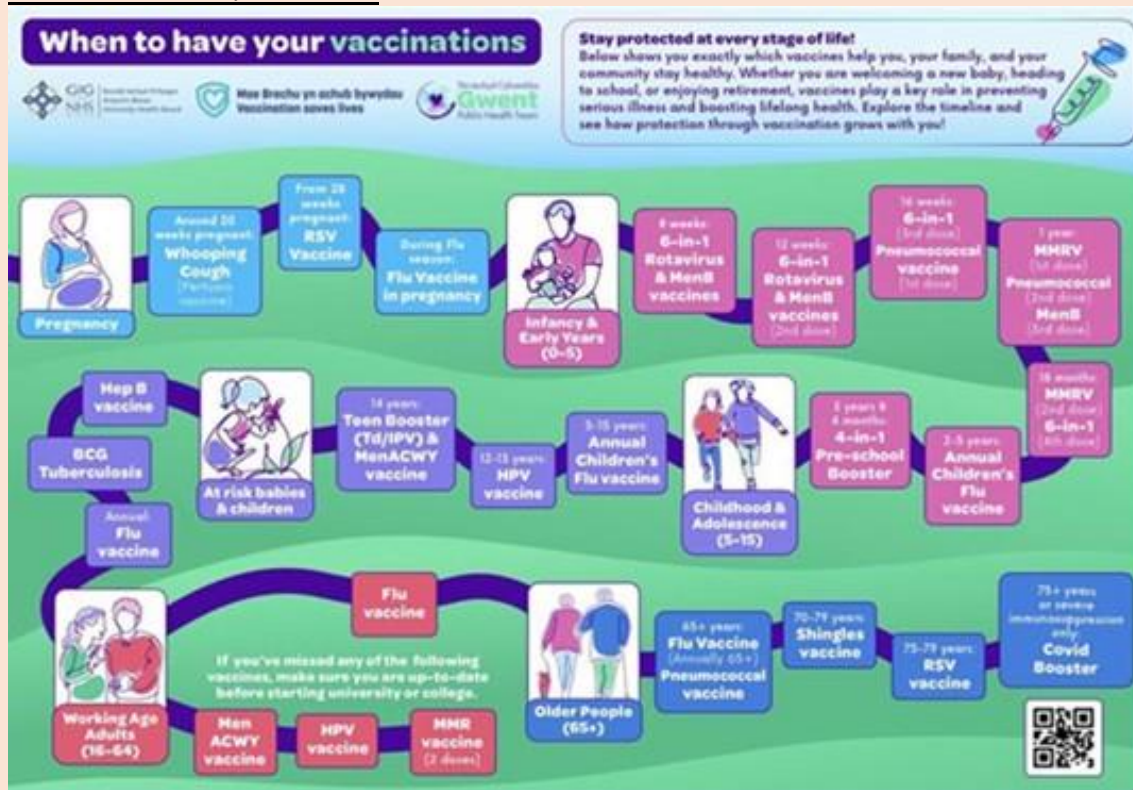 When to have your vaccinations
GIG
NHS
Mae Brechu yn achub bywydau
Vaccination saves lives
Gwent
Public Health Team
Stay protected at every stage of life!
Below shows you exactly which vaccines help you, your family, and your
community stay healthy. Whether you are welcoming a new baby, heading
to school, or enjoying retirement, vaccines play a key role in preventing
serious illness and boosting lifelong health. Explore the timeline and
see how protection through vaccination grows with you!
Pregnancy
Around 20
weeks pregnant:
Whooping
Cough
(Pertussis
vaccine)
From 28
weeks
pregnant:
RSV
Vaccine
During Flu
season:
Flu Vaccine
in pregnancy
Infancy &
Early Years
(0-5)
8 weeks:
6-in-1
Rotavirus
& MenB
vaccines
12 weeks:
6-in-1
Rotavirus
& MenB
vaccines
(2nd dose)
16 weeks:
6-in-1
(3rd dose)
Pneumococcal
vaccine
(1st dose)
1 year:
MMRV
(1st dose)
Pneumococcal
(2nd dose)
MenB
(3rd dose)
18 months:
MMRV
(2nd dose)
6-in-1
(4th dose)
2-5 years:
Annual
Children's
Flu
vaccine
3 years &
4 months:
4-in-1
Pre-school
Booster
Childhood &
Adolescence
(5-15)
5-15 years:
Annual
Children's
Flu vaccine
12-13 years:
HPV
vaccine
14 years:
Teen Booster
(Td/IPV) &
MenACWY
vaccine
At risk babies
& children
Hep B
vaccine
BCG
Tuberculosis
Annual:
Flu
vaccine
Working Age
Adults
(16-64)
Flu
vaccine
If you've missed any of the following
vaccines, make sure you are up-to-date
before starting university or college.
Men
ACWY
vaccine
HPV
vaccine
MMR
vaccine
(2 doses)
Older People
(65+)
65+ years:
Flu Vaccine
(Annually 65+)
Pneumococcal
vaccine
70-79 years:
Shingles
vaccine
75-79 years:
RSV
vaccine
75+ years
or severe
immunosuppression
only:
Covid
Booster